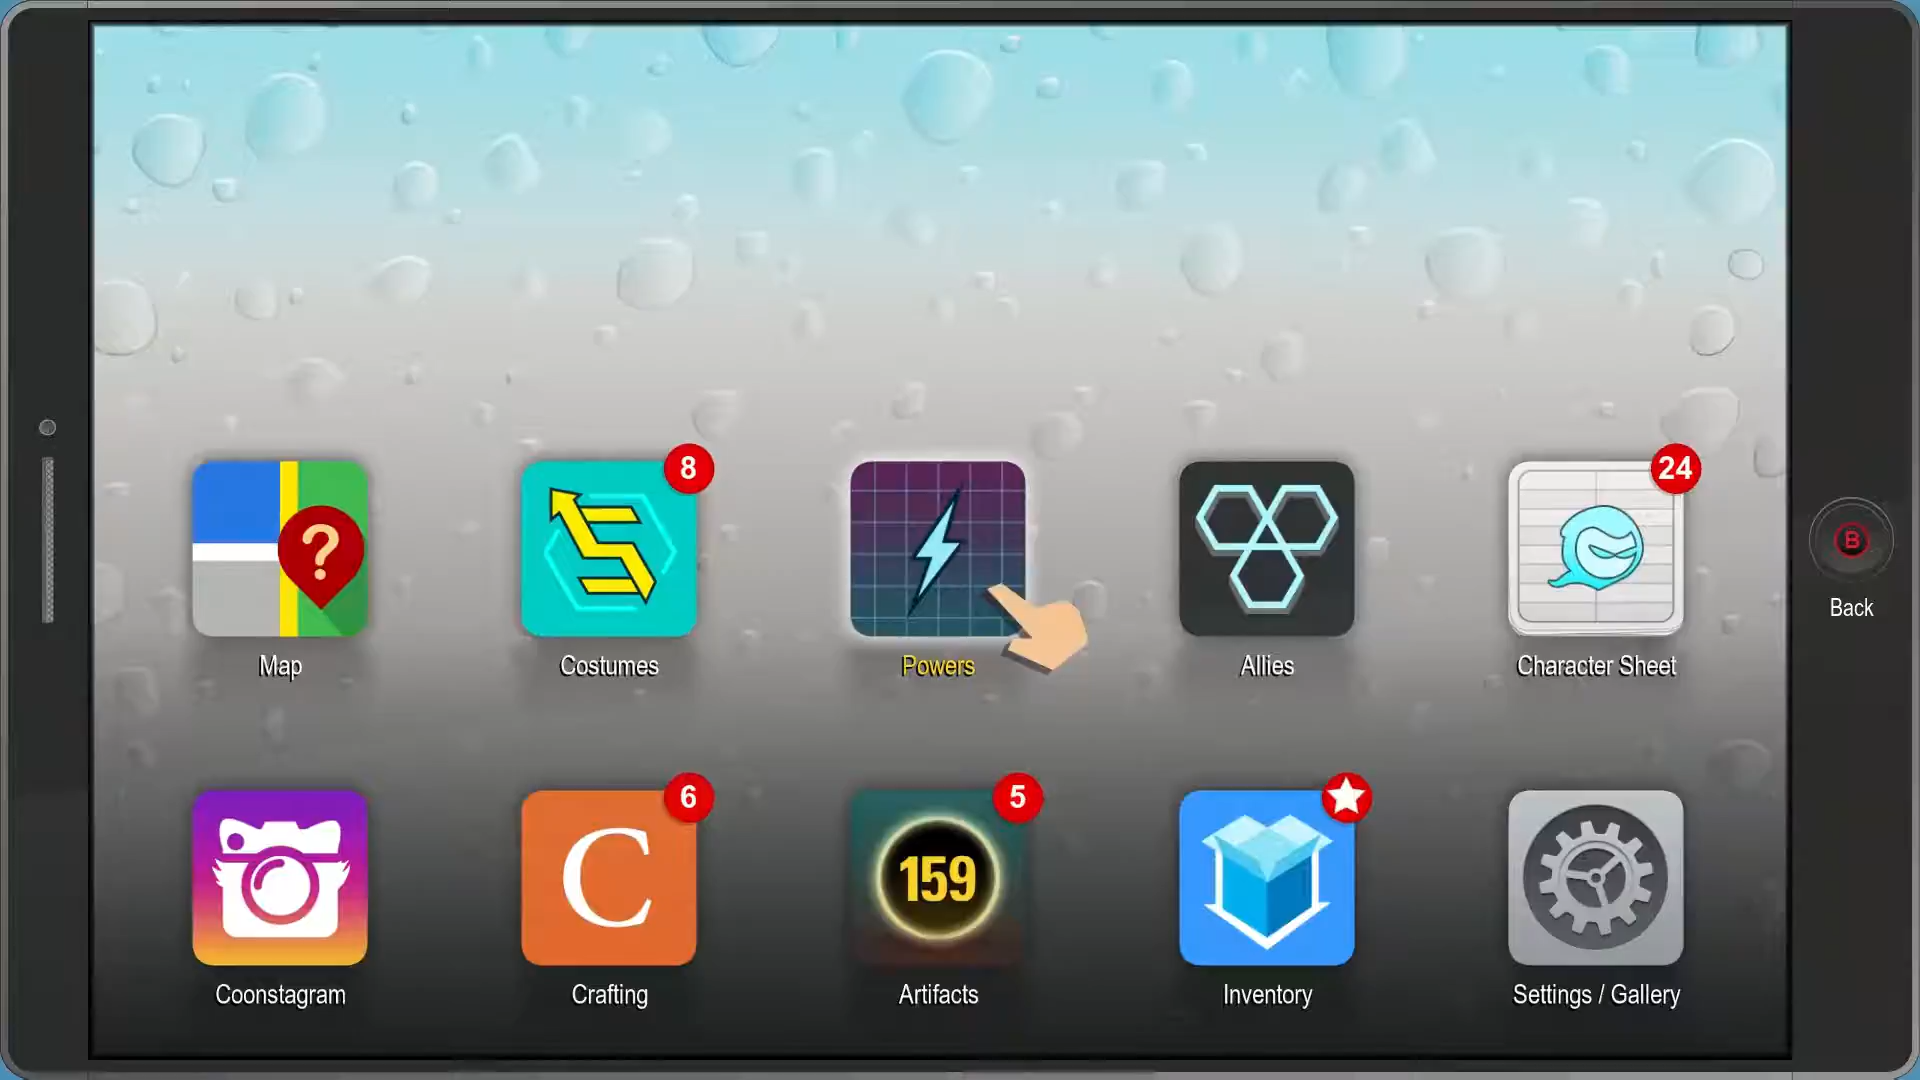 8
24
?
B
Map
Costumes
Powers
Allies
Character Sheet
Back
6
5
C
159
Coonstagram
Crafting
Artifacts
Inventory
Settings / Gallery